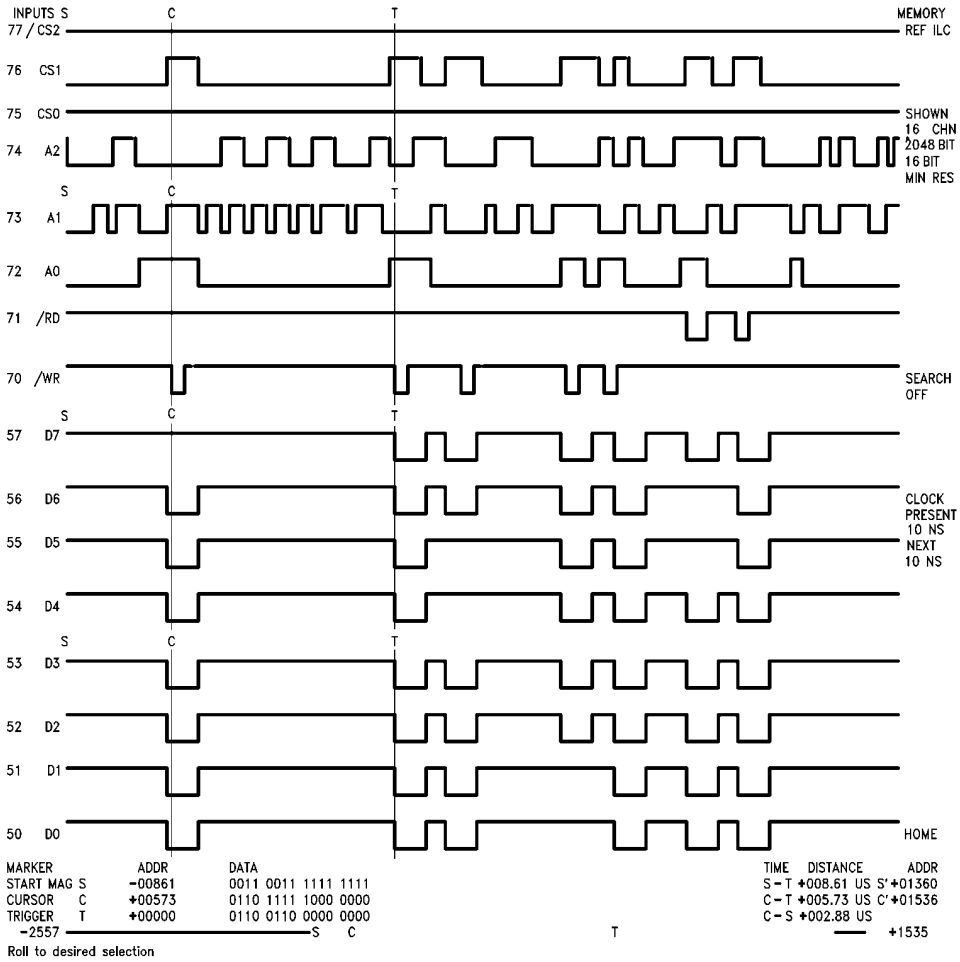 INPUTS S C T MEMORY
77 / CS2 REF ILC
76 CS1
75 CS0 SHOWN
16 CHN
74 A2 2048 BIT
16 BIT
MIN RES
S C T
73 A1
72 A0
71 /RD
70 /WR SEARCH
OFF
S C T
57 D7
56 D6 CLOCK
PRESENT
10 NS
55 D5 NEXT
10 NS
54 D4
S C T
53 D3
52 D2
51 D1
50 D0 HOME
MARKER ADDR DATA TIME DISTANCE ADDR
START MAG S -00861 0011 0011 1111 1111 S-T +008.61 US S'+01360
CURSOR C +00573 0110 1111 1000 0000 C-T +005.73 US C'+01536
TRIGGER T +00000 0110 0110 0000 0000 C-S +002.88 US
-2557 S C T +1535
Roll to desired selection